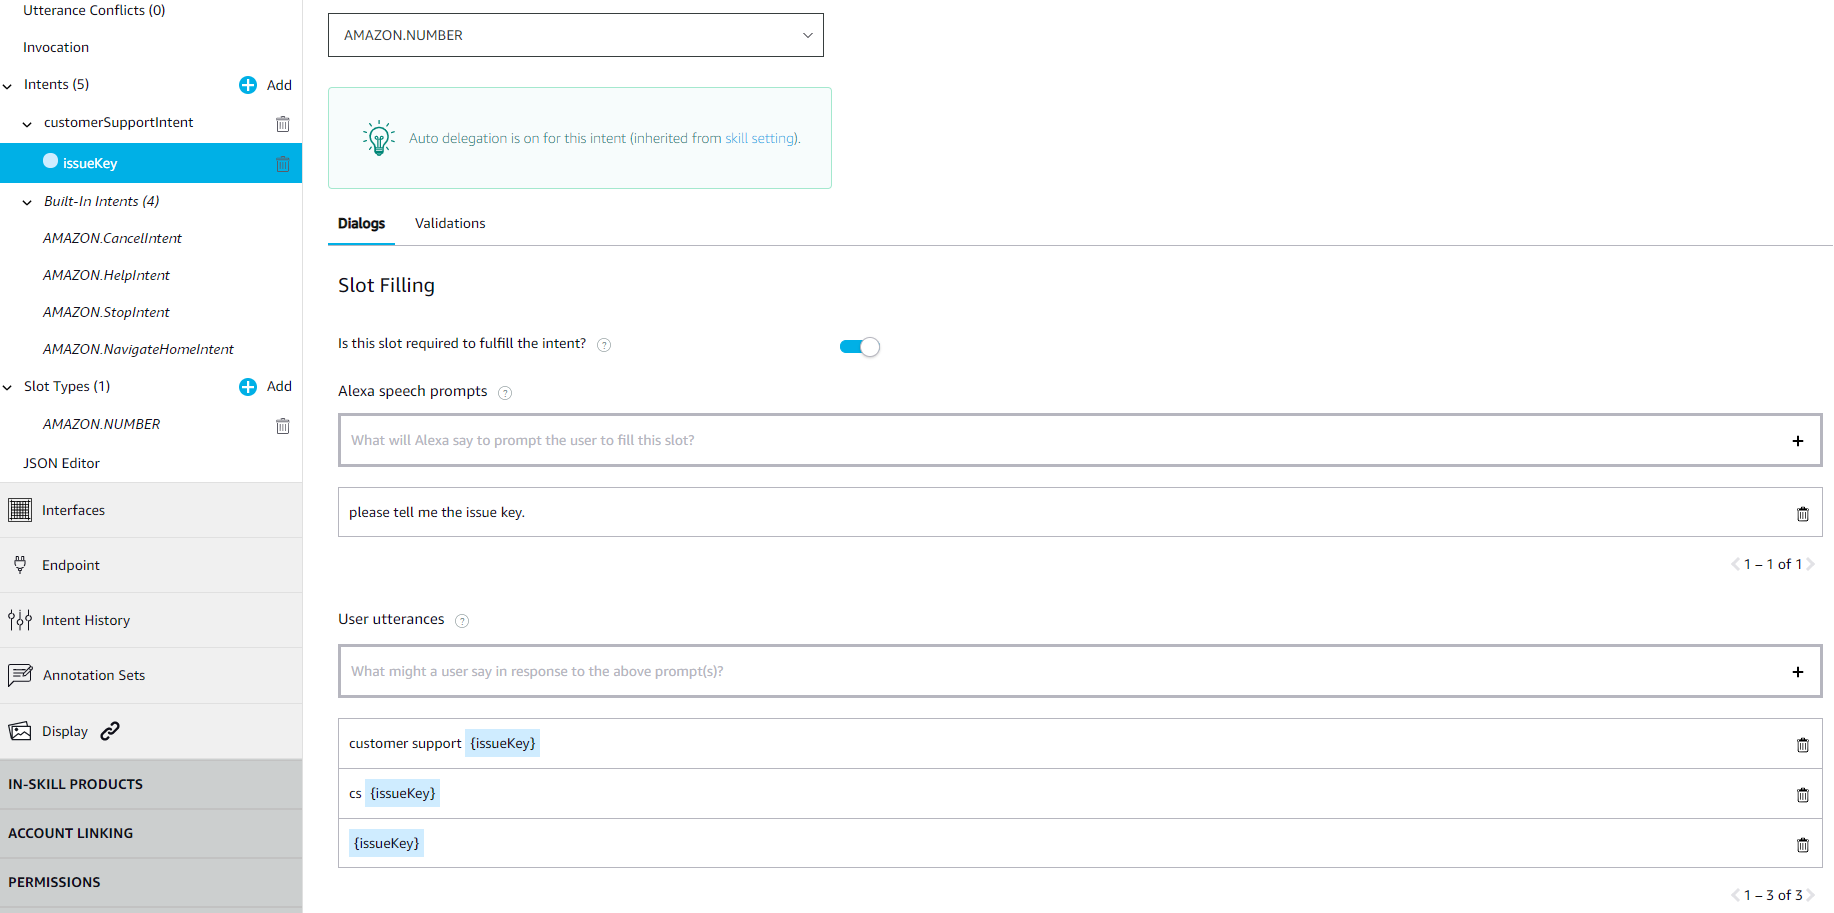 Utterance Conflicts (0)
Invocation
Intents (5)
Add
customerSupportIntent
issueKey
Built-In Intents (4)
AMAZON.CancelIntent
AMAZON.HelpIntent
AMAZON.StopIntent
AMAZON.NavigateHomeIntent
Slot Types (1)
Add
AMAZON.NUMBER
JSON Editor
Interfaces
Endpoint
Intent History
Annotation Sets
Display
IN-SKILL PRODUCTS
ACCOUNT LINKING
PERMISSIONS
AMAZON.NUMBER
Auto delegation is on for this intent (inherited from skill setting).
Dialogs
Validations
Slot Filling
Is this slot required to fulfill the intent? ?
Alexa speech prompts ?
What will Alexa say to prompt the user to fill this slot?
please tell me the issue key.
1 – 1 of 1
User utterances ?
What might a user say in response to the above prompt(s)?
customer support {issueKey}
cs {issueKey}
{issueKey}
1 – 3 of 3